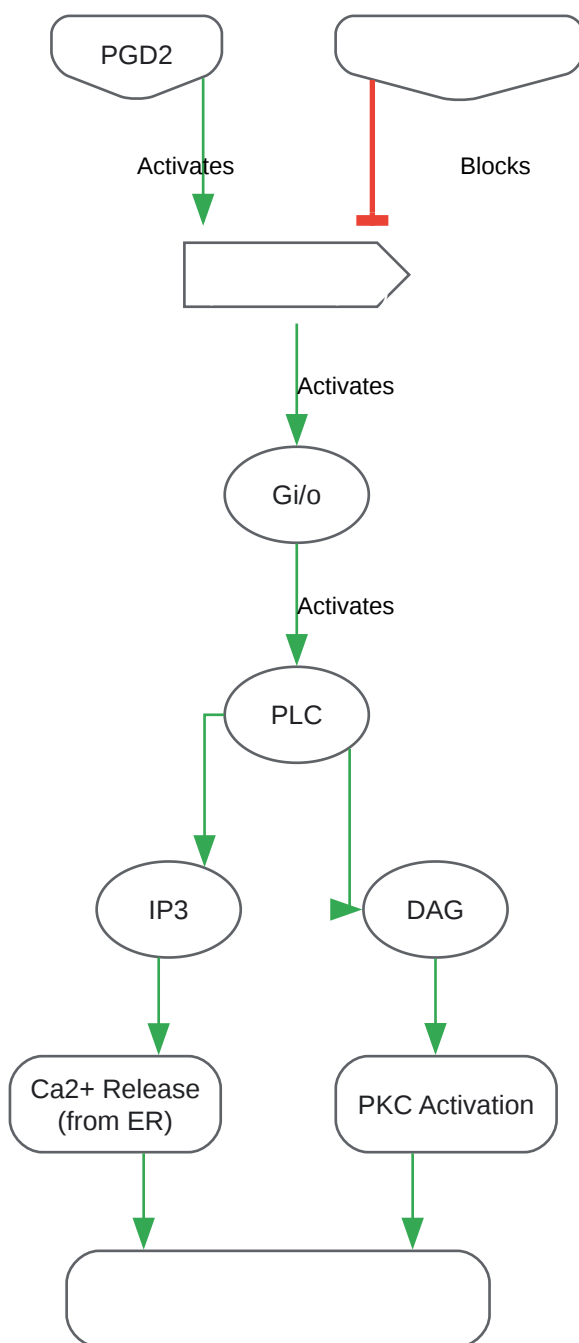 PGD2
Activates
Blocks
Activates
Gi/o
Activates
PLC
IP3
DAG
Ca2+ Release
(from ER)
PKC Activation